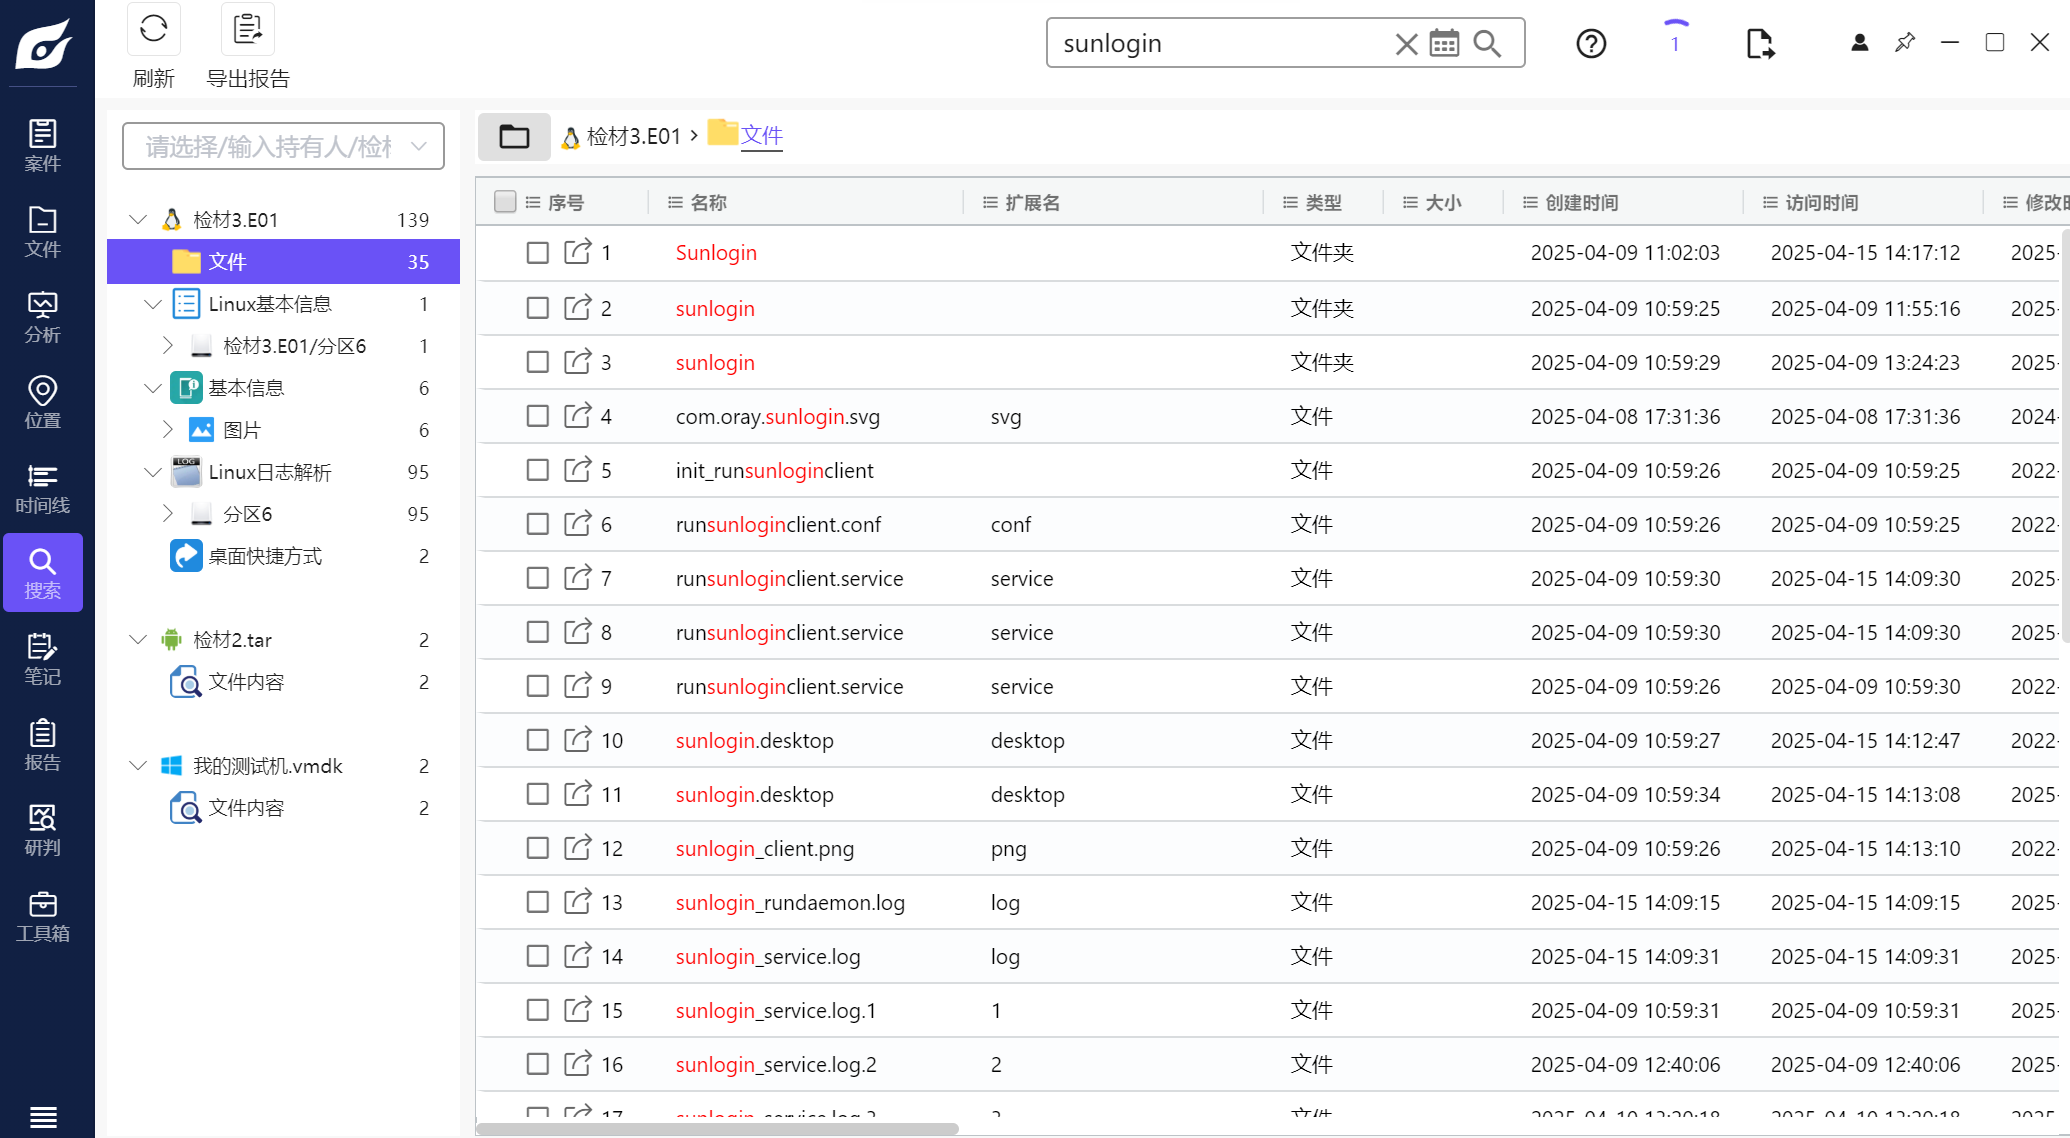 刷新
导出报告
sunlogin
1
案件
文件
分析
位置
时间线
搜索
笔记
报告
研判
工具箱
请选择/输入持有人/检材
检材3.E01 139
文件 35
Linux基本信息 1
检材3.E01/分区6 1
基本信息 6
图片 6
LOG
Linux日志解析 95
分区6 95
桌面快捷方式 2
检材2.tar 2
文件内容 2
我的测试机.vmdk 2
文件内容 2
检材3.E01 > 文件
序号 名称 扩展名 类型 大小 创建时间 访问时间 修改时
1 Sunlogin 文件夹 2025-04-09 11:02:03 2025-04-15 14:17:12 2025-
2 sunlogin 文件夹 2025-04-09 10:59:25 2025-04-09 11:55:16 2025-
3 sunlogin 文件夹 2025-04-09 10:59:29 2025-04-09 13:24:23 2025-
4 com.oray.sunlogin.svg svg 文件 2025-04-08 17:31:36 2025-04-08 17:31:36 2024-
5 init_runsunloginclient 文件 2025-04-09 10:59:26 2025-04-09 10:59:25 2022-
6 runsunloginclient.conf conf 文件 2025-04-09 10:59:26 2025-04-09 10:59:25 2022-
7 runsunloginclient.service service 文件 2025-04-09 10:59:30 2025-04-15 14:09:30 2025-
8 runsunloginclient.service service 文件 2025-04-09 10:59:30 2025-04-15 14:09:30 2025-
9 runsunloginclient.service service 文件 2025-04-09 10:59:26 2025-04-09 10:59:30 2022-
10 sunlogin.desktop desktop 文件 2025-04-09 10:59:27 2025-04-15 14:12:47 2022-
11 sunlogin.desktop desktop 文件 2025-04-09 10:59:34 2025-04-15 14:13:08 2025-
12 sunlogin_client.png png 文件 2025-04-09 10:59:26 2025-04-15 14:13:10 2022-
13 sunlogin_rundaemon.log log 文件 2025-04-15 14:09:15 2025-04-15 14:09:15 2025-
14 sunlogin_service.log log 文件 2025-04-15 14:09:31 2025-04-15 14:09:31 2025-
15 sunlogin_service.log.1 1 文件 2025-04-09 10:59:31 2025-04-09 10:59:31 2025-
16 sunlogin_service.log.2 2 文件 2025-04-09 12:40:06 2025-04-09 12:40:06 2025-
17 sunlogin_service.log.3 3 文件 2025-04-10 13:20:18 2025-04-10 13:20:18 2025-